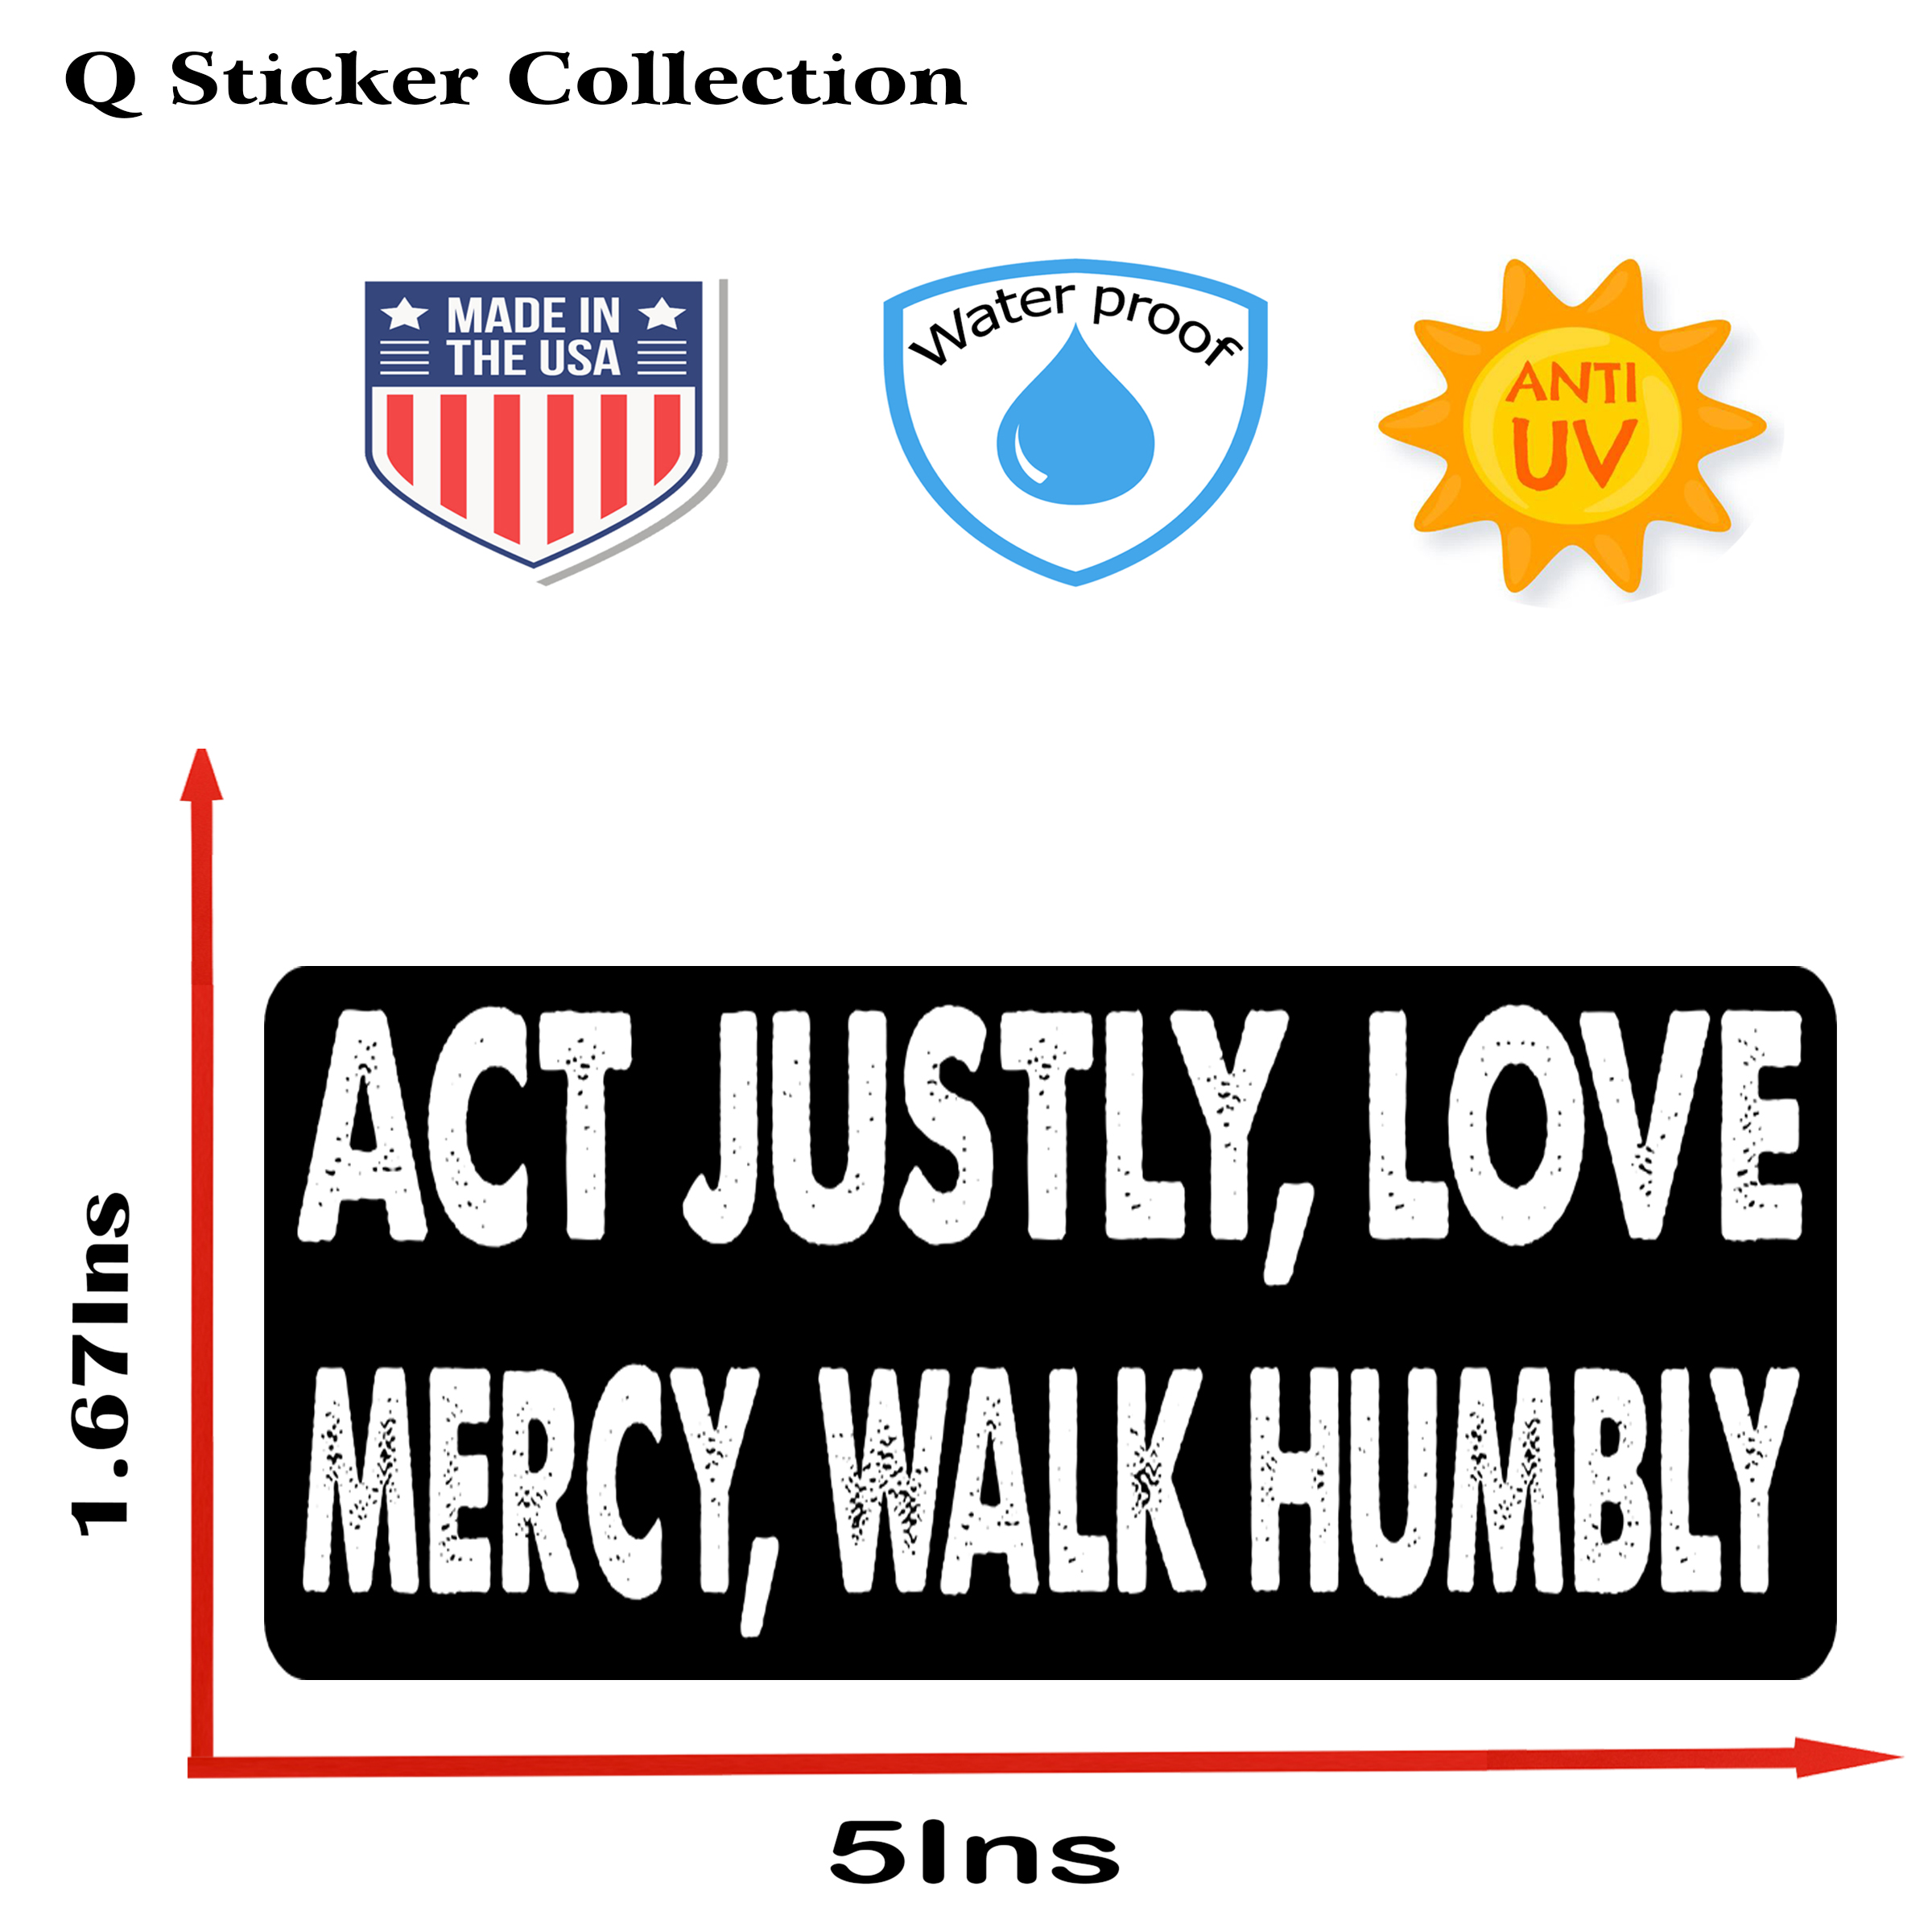 Q Sticker Collection
MADE IN
THE USA
Water proof
ANTI
UV
1.67Ins
ACT JUSTLY, LOVE
MERCY, WALK HUMBLY
5Ins